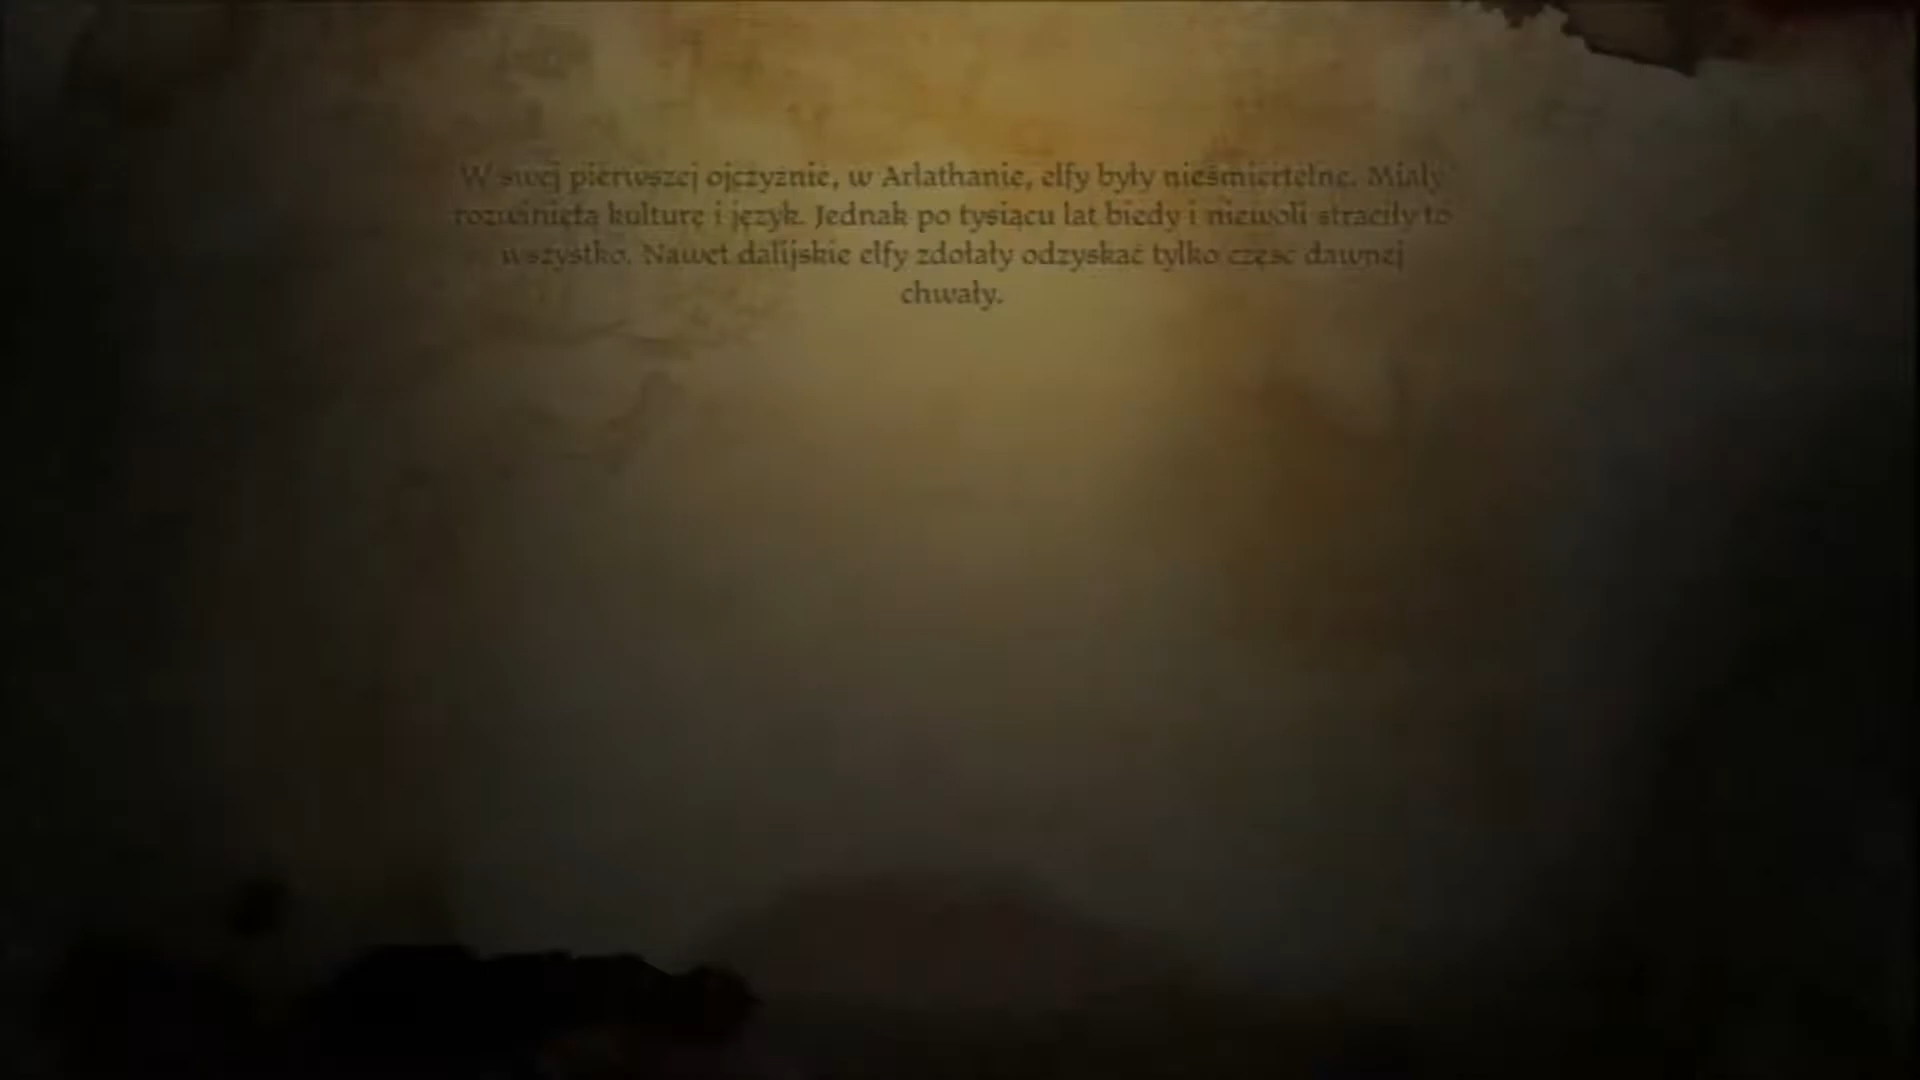 W swej pierwszej ojczyźnie, w Arlathanie, elfy były nieśmiertelne. Miały
rozwiniętą kulturę i język. Jednak po tysiącu lat biedy i niewoli straciły to
wszystko. Nawet dalijskie elfy zdołały odzyskać tylko część dawnej
chwały.